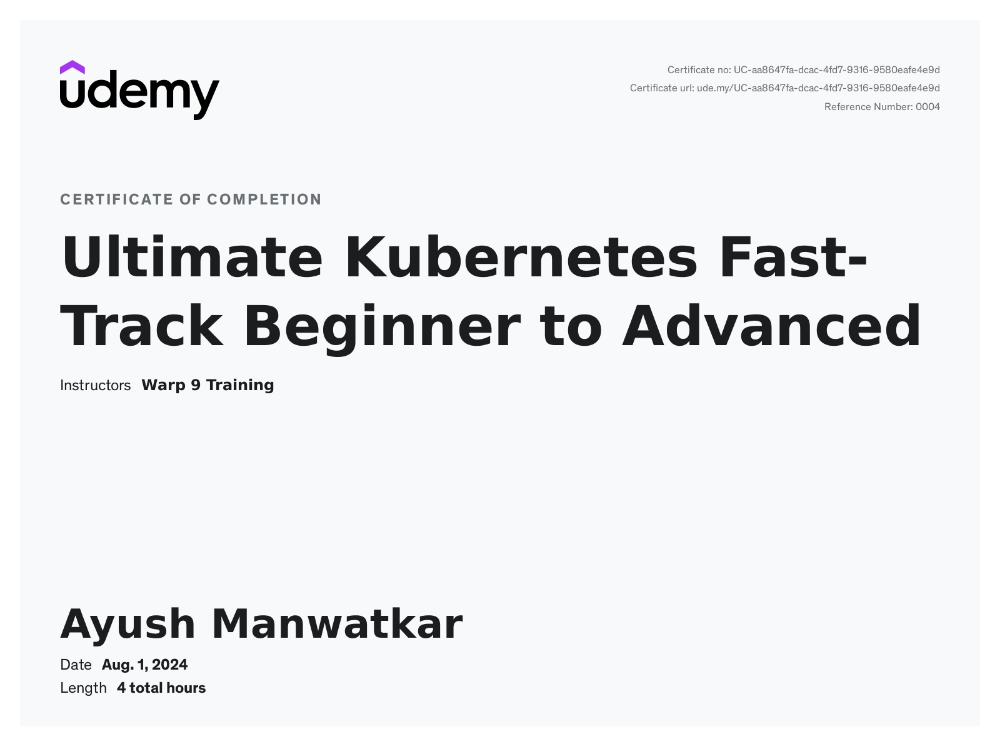 udemy
Certificate no: UC-aa8647fa-dcac-4fd7-9316-9580eafe4e9d
Certificate url: ude.my/UC-aa8647fa-dcac-4fd7-9316-9580eafe4e9d
Reference Number: 0004
CERTIFICATE OF COMPLETION
Ultimate Kubernetes Fast-
Track Beginner to Advanced
Instructors Warp 9 Training
Ayush Manwatkar
Date Aug. 1, 2024
Length 4 total hours